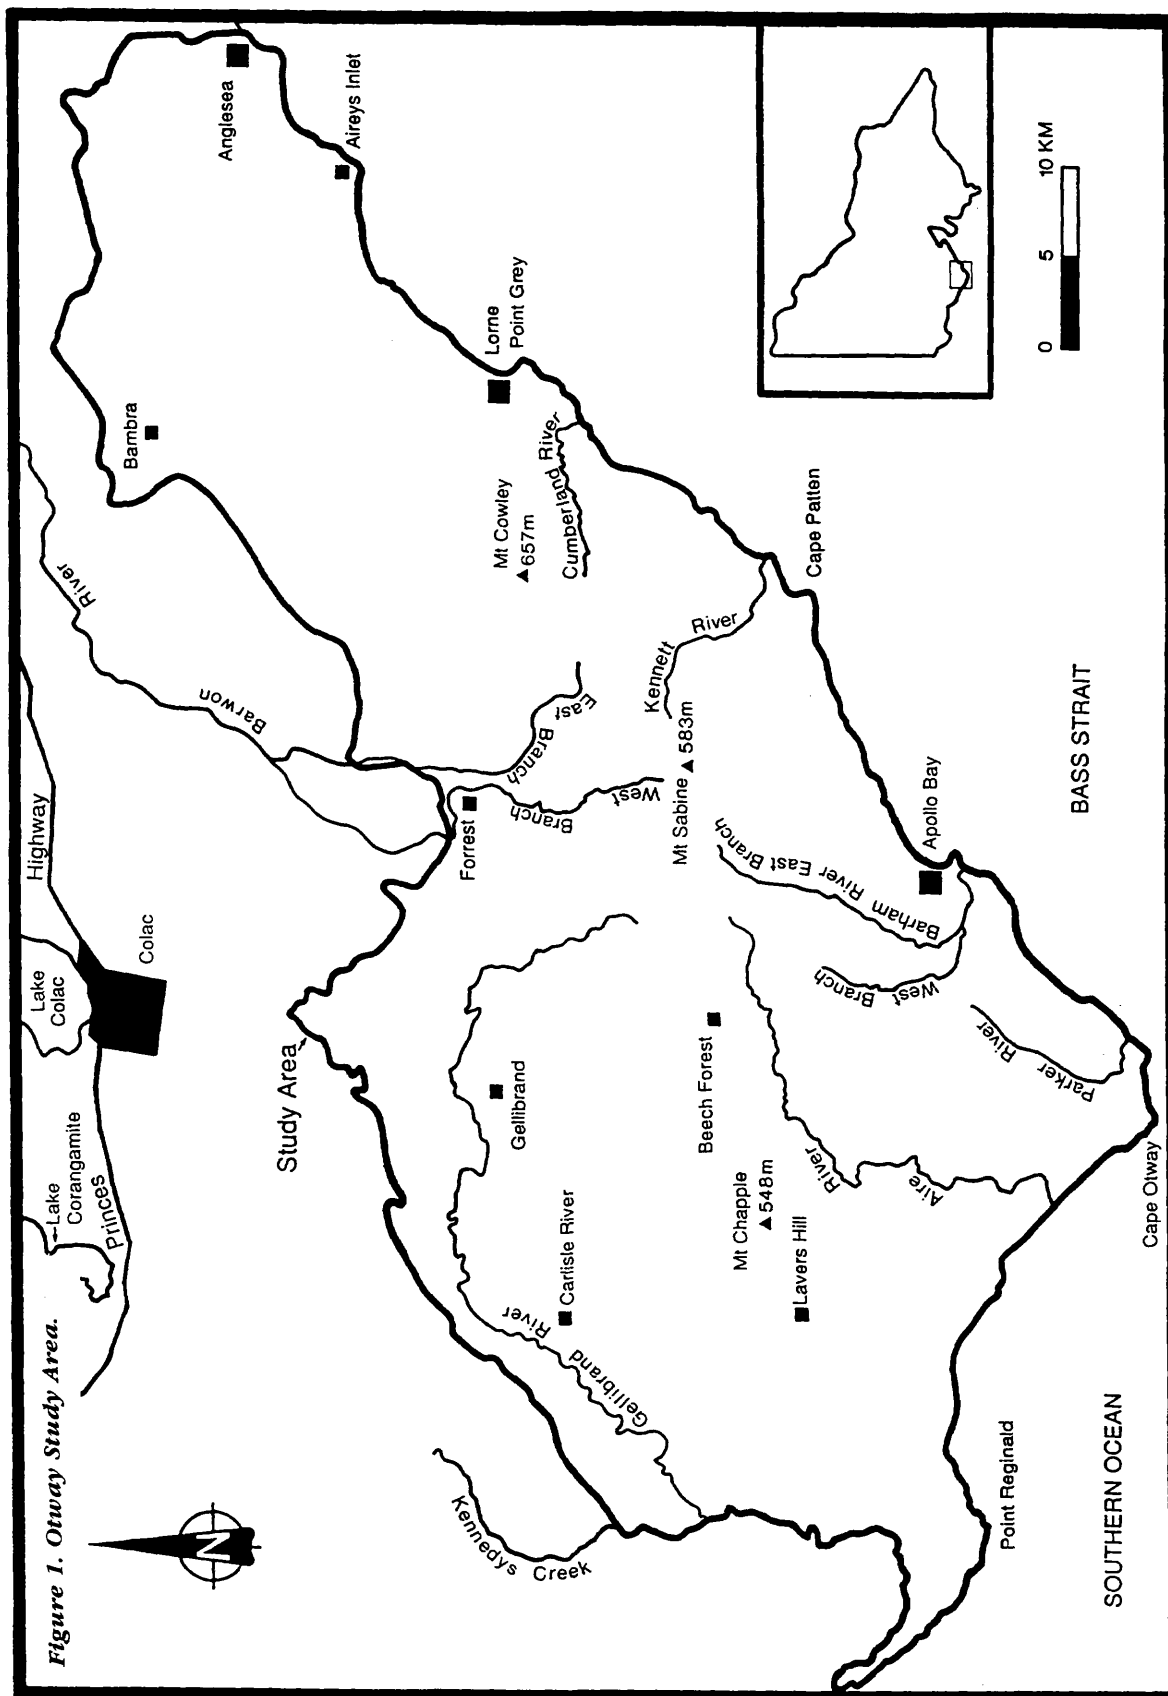 Figure 1. Otway Study Area.
N
Lake
Corangamite
Princes
Lake
Colac
Highway
Colac
Study Area
River
Barwon
Bambra
Anglesea
Aireys Inlet
Lorne
Point Grey
Mt Cowley
657m
Cumberland River
Forrest
East
Branch
West
Branch
Kennett
River
Mt Sabine
583m
Cape Patten
Kennedys Creek
Gellibrand
River
Gellibrand
Carlisle River
Beech Forest
Mt Chapple
548m
Lavers Hill
River
Aire
Barham River East Branch
West
Branch
Apollo Bay
Parker
River
Cape Otway
Point Reginald
SOUTHERN OCEAN
BASS STRAIT
0 5 10 KM